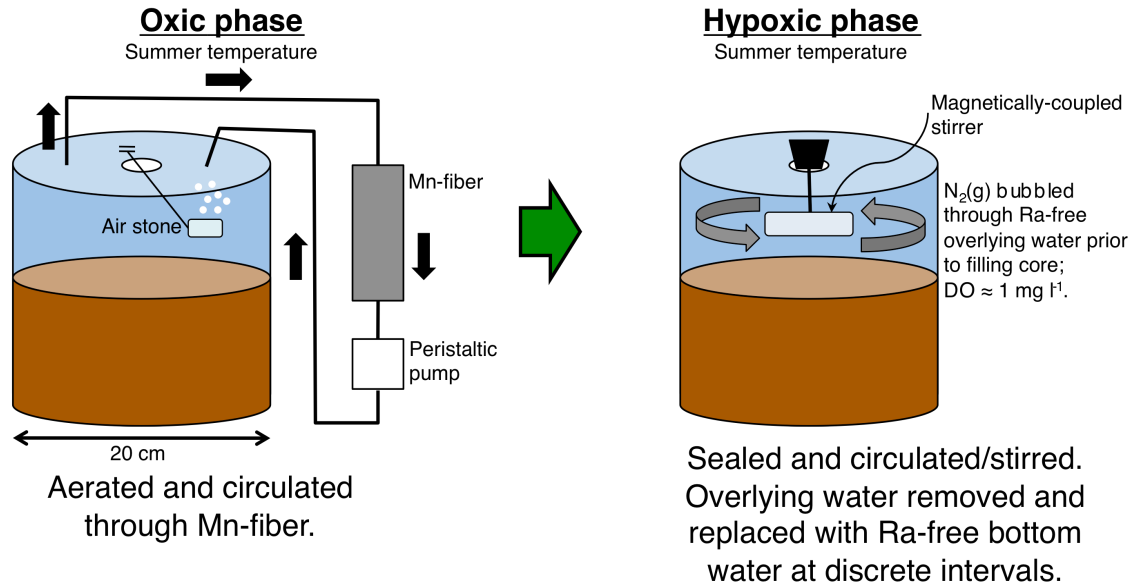 Oxic phase
Summer temperature
Air stone
Mn-fiber
Peristaltic
pump
20 cm
Aerated and circulated
through Mn-fiber.
Hypoxic phase
Summer temperature
Magnetically-coupled
stirrer
N₂(g) bubbled
through Ra-free
overlying water prior
to filling core;
DO ≈ 1 mg l⁻¹.
Sealed and circulated/stirred.
Overlying water removed and
replaced with Ra-free bottom
water at discrete intervals.